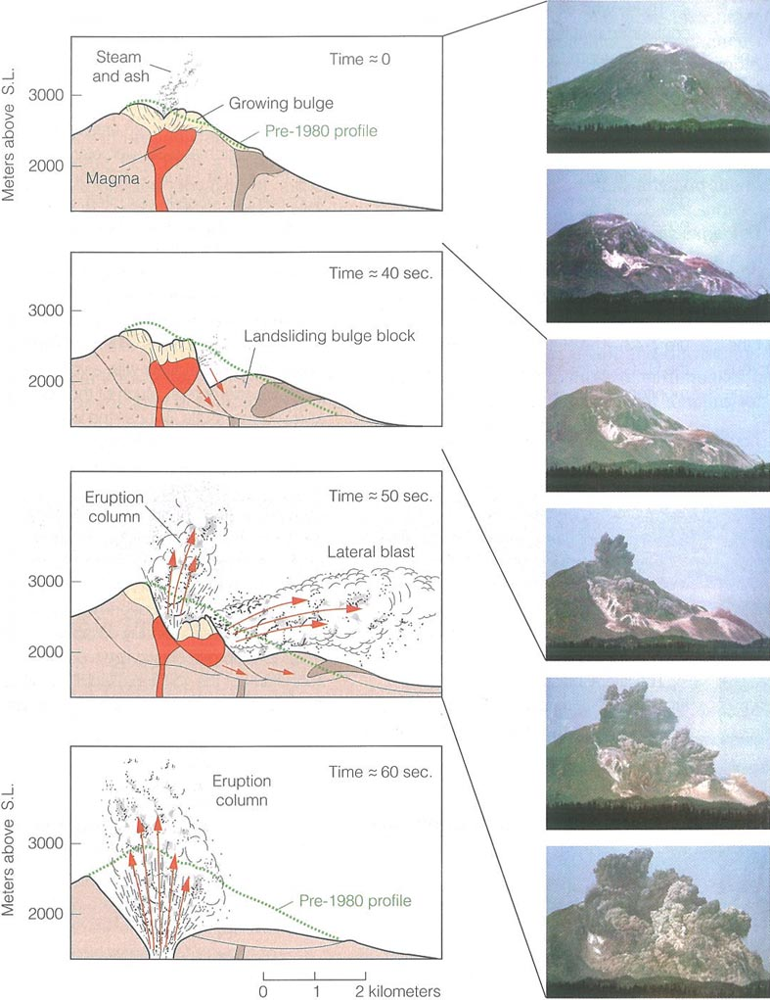 Steam
and ash
Time ≈ 0
3000
Growing bulge
Pre-1980 profile
2000
Magma
Meters above S.L.
Time ≈ 40 sec.
3000
Landsliding bulge block
2000
Eruption
column
Time ≈ 50 sec.
Lateral blast
3000
2000
Eruption
column
Time ≈ 60 sec.
3000
Pre-1980 profile
2000
Meters above S.L.
0 1 2 kilometers